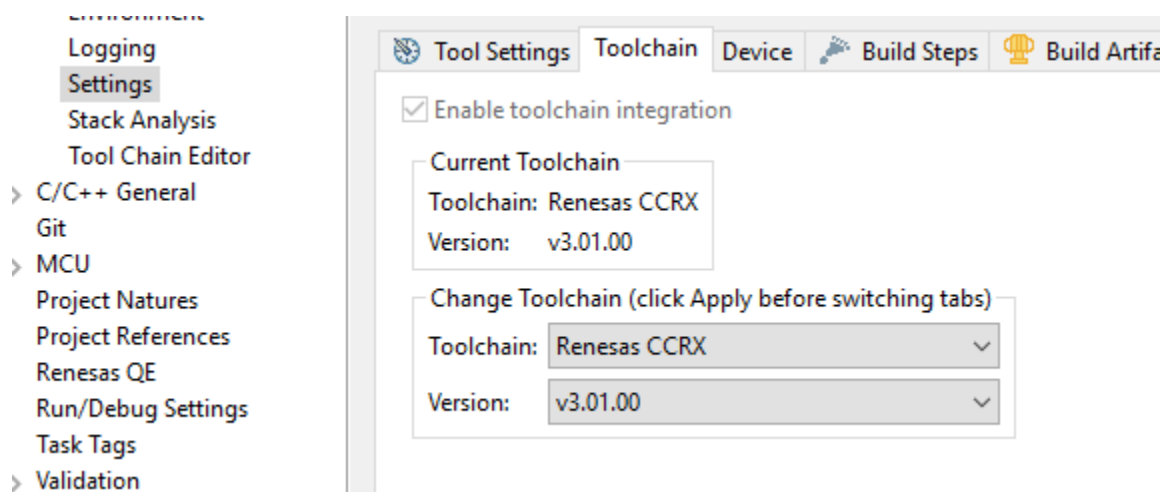 Logging
Settings
Stack Analysis
Tool Chain Editor
C/C++ General
Git
MCU
Project Natures
Project References
Renesas QE
Run/Debug Settings
Task Tags
Validation
Tool Settings Toolchain Device Build Steps Build Artifa
Enable toolchain integration
Current Toolchain
Toolchain: Renesas CCRX
Version: v3.01.00
Change Toolchain (click Apply before switching tabs)
Toolchain: Renesas CCRX
Version: v3.01.00